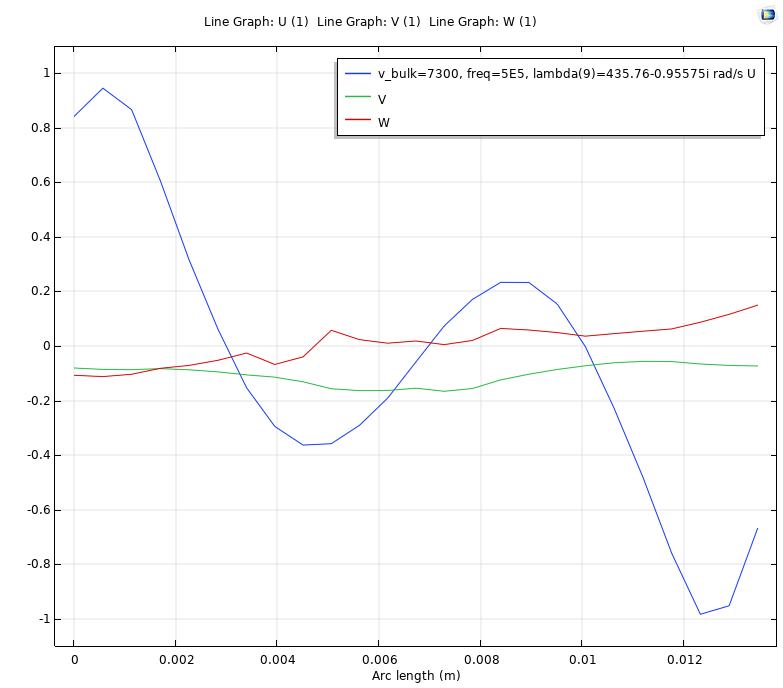 Line Graph: U (1)  Line Graph: V (1)  Line Graph: W (1)
v_bulk=7300, freq=5E5, lambda(9)=435.76-0.95575i rad/s U
V
W
1
0.8
0.6
0.4
0.2
0
-0.2
-0.4
-0.6
-0.8
-1
0 0.002 0.004 0.006 0.008 0.01 0.012
Arc length (m)